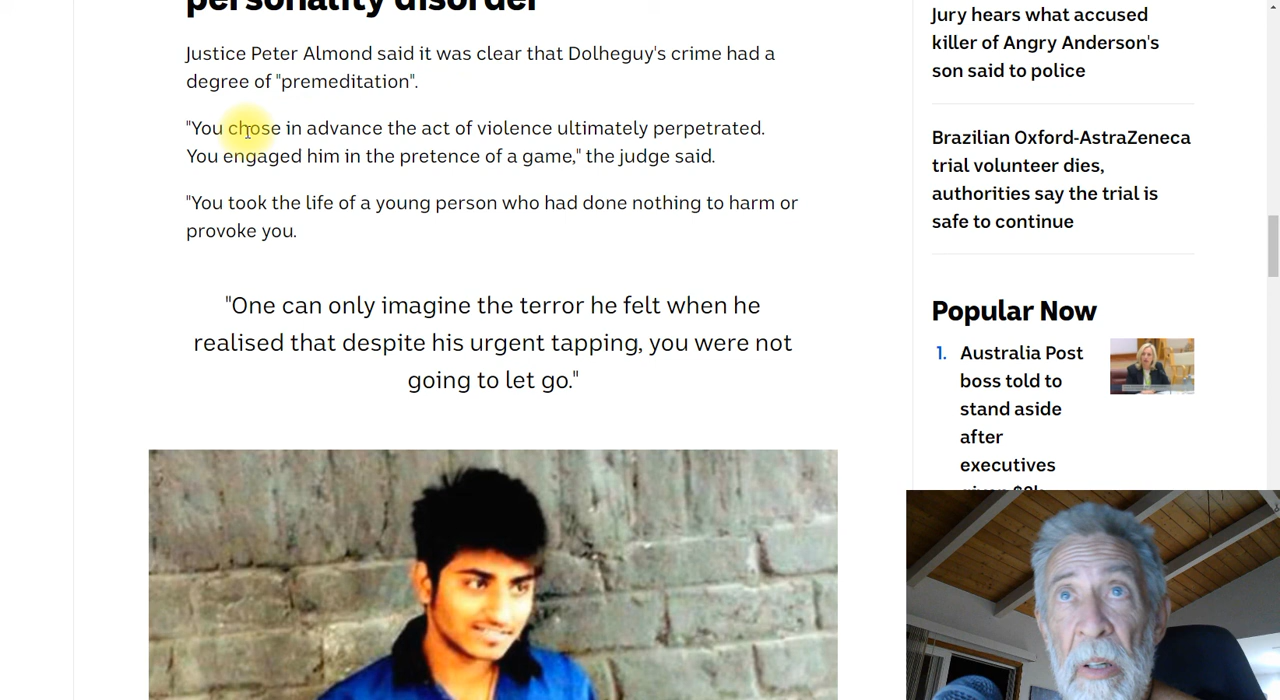 personality disorder
Justice Peter Almond said it was clear that Dolheguy's crime had a
degree of "premeditation".
"You chose in advance the act of violence ultimately perpetrated.
You engaged him in the pretence of a game," the judge said.
"You took the life of a young person who had done nothing to harm or
provoke you.
"One can only imagine the terror he felt when he
realised that despite his urgent tapping, you were not
going to let go."
Jury hears what accused
killer of Angry Anderson's
son said to police
Brazilian Oxford-AstraZeneca
trial volunteer dies,
authorities say the trial is
safe to continue
Popular Now
1. Australia Post
boss told to
stand aside
after
executives